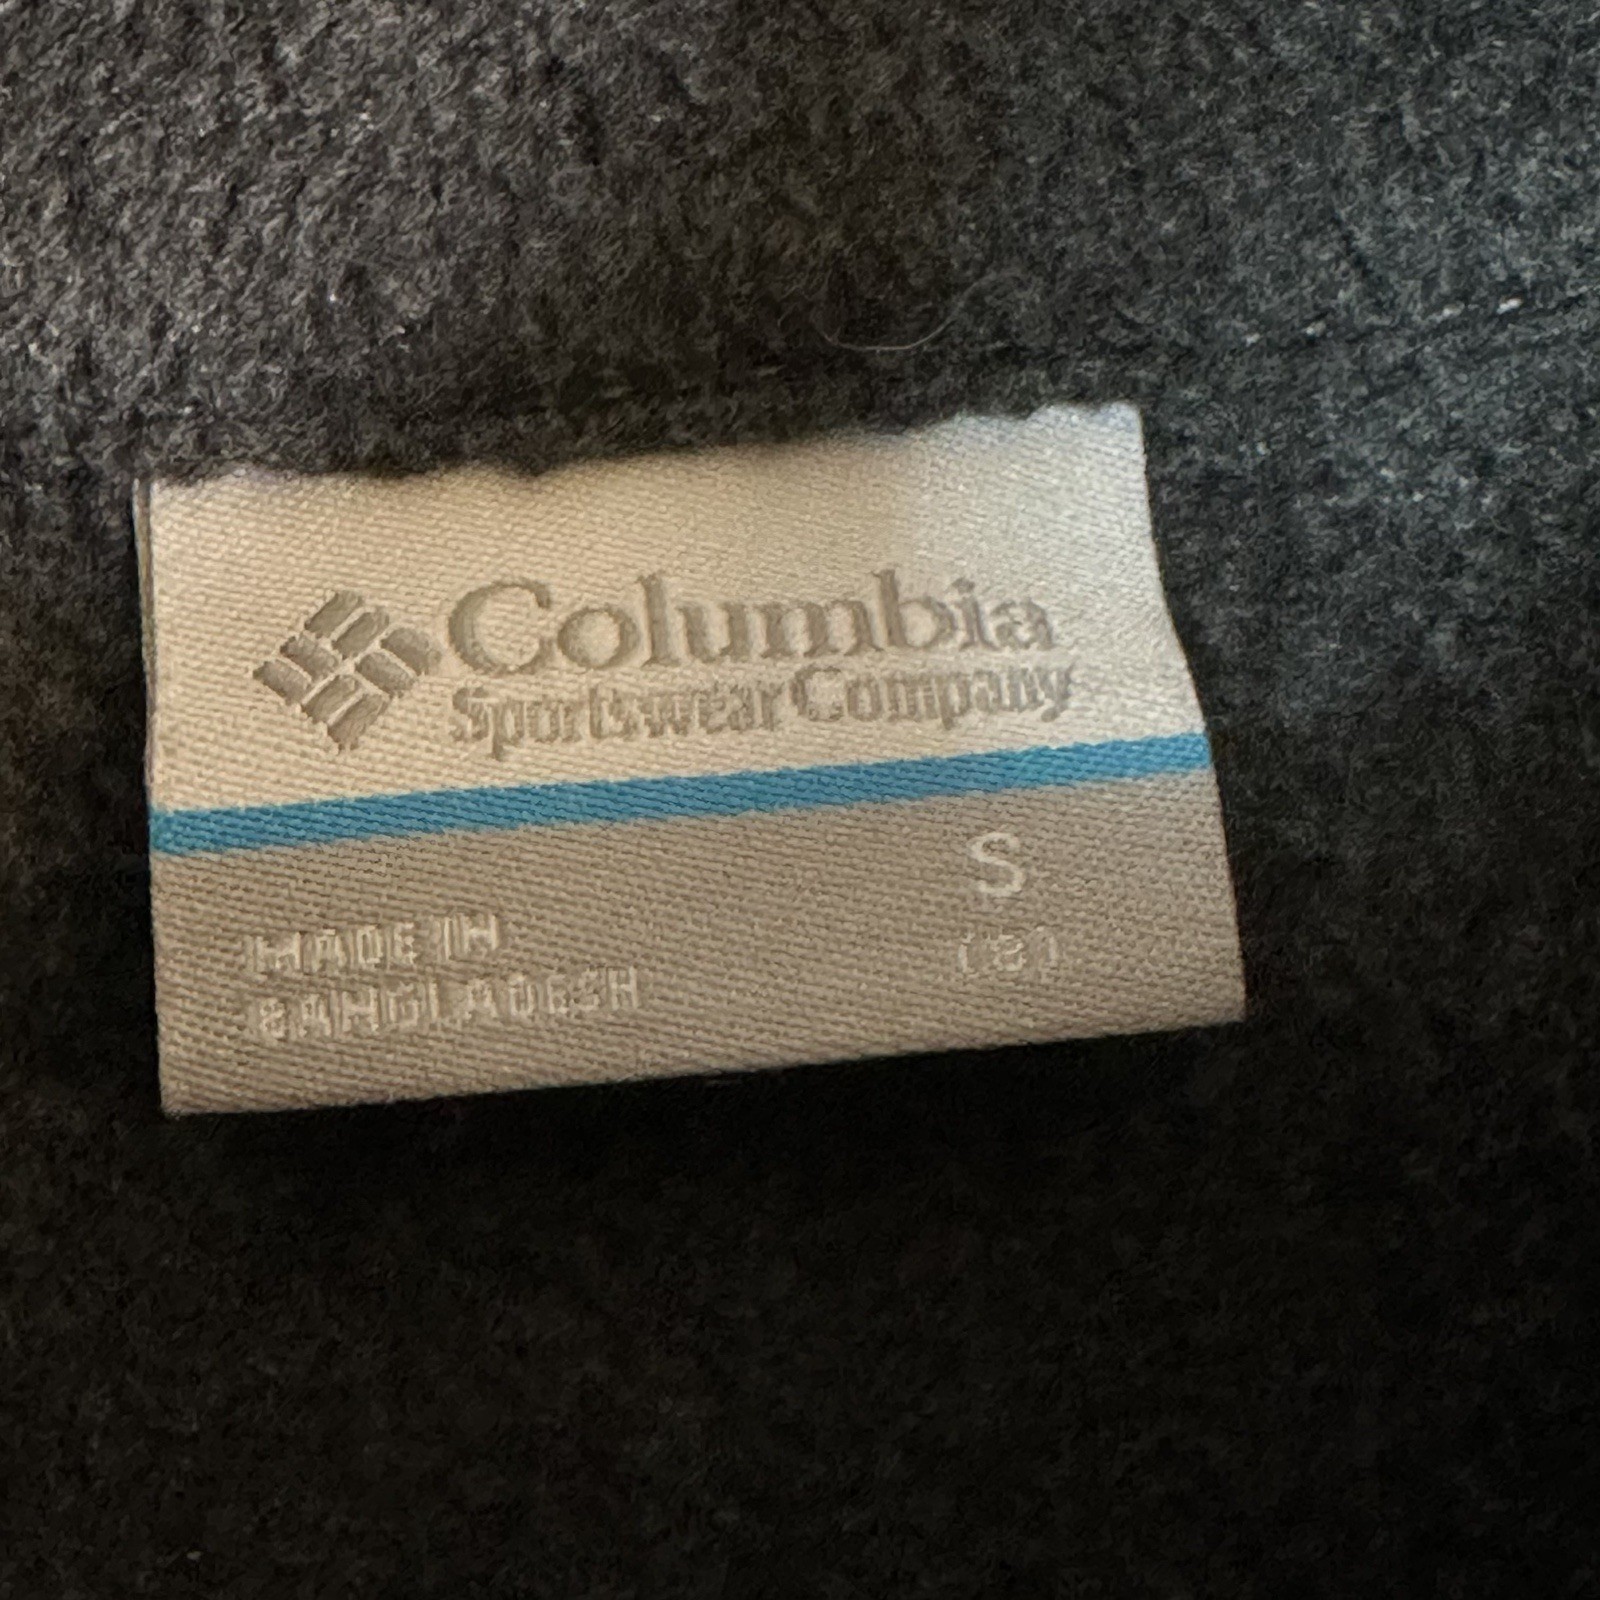 Columbia
Sportswear Company
S
MADE IN
(8)
BANGLADESH